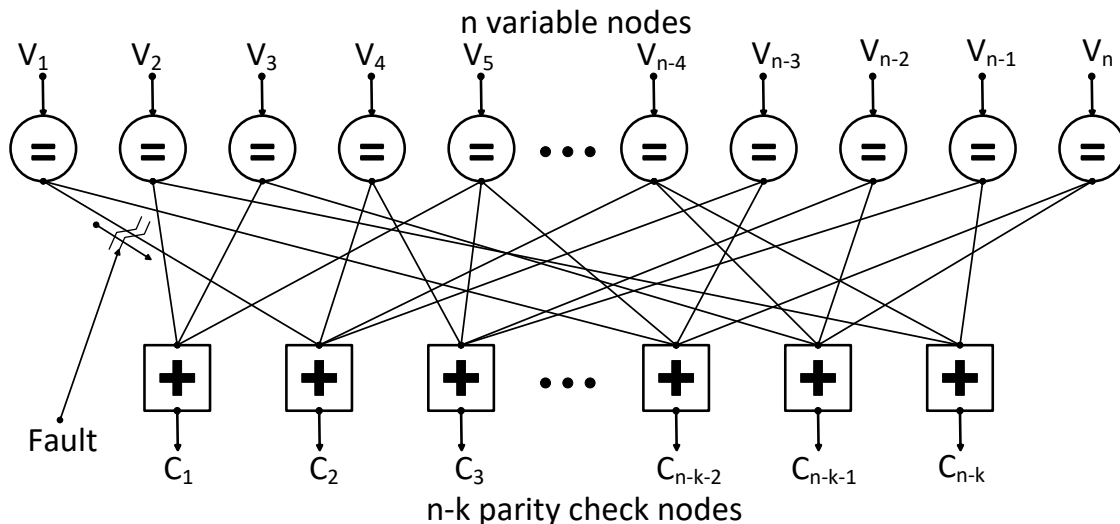 n variable nodes
V1 V2 V3 V4 V5 Vn-4 Vn-3 Vn-2 Vn-1 Vn
= = = = = ••• = = = = =
+ + + ••• + + +
Fault
C1 C2 C3 Cn-k-2 Cn-k-1 Cn-k
n-k parity check nodes